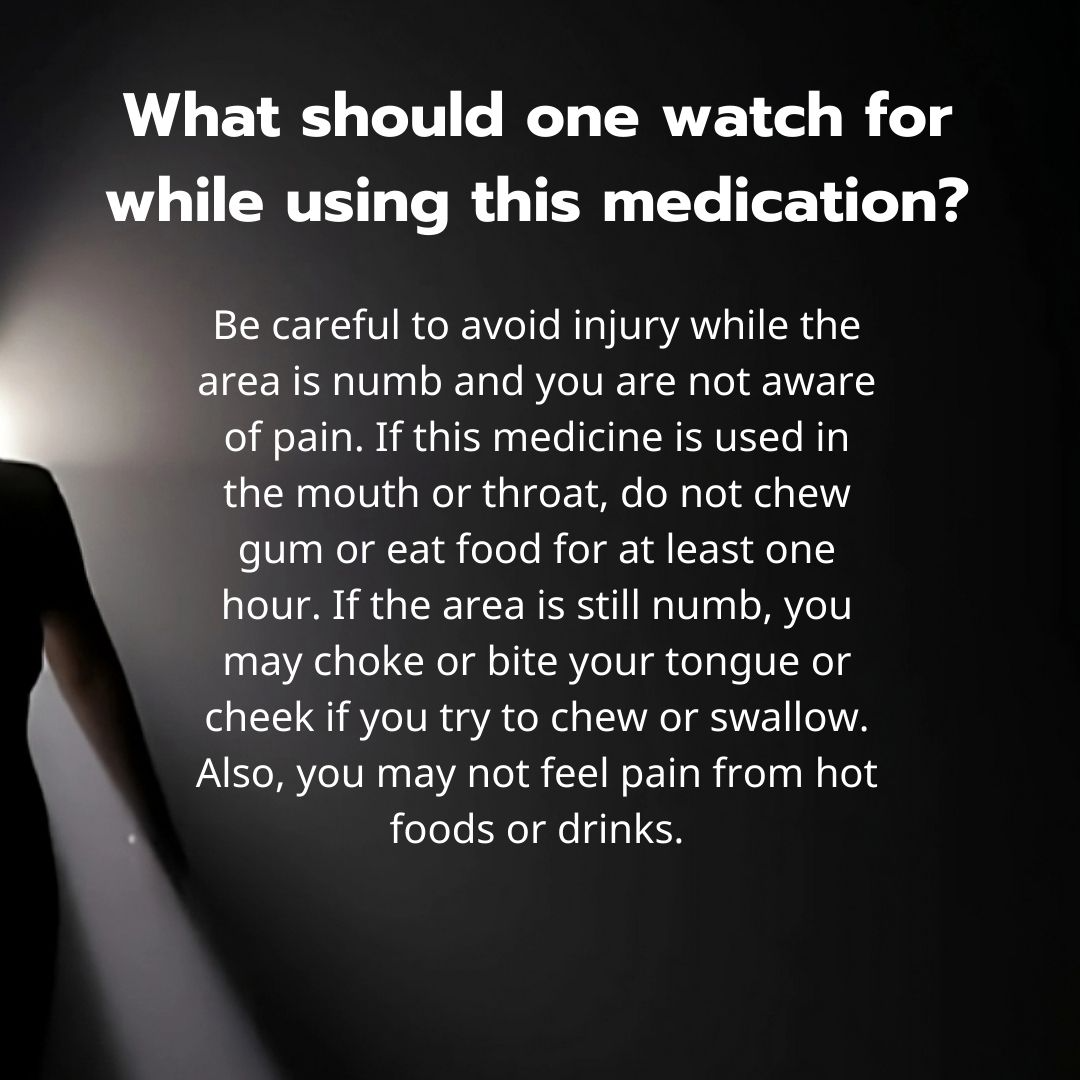 What should one watch for
while using this medication?
Be careful to avoid injury while the
area is numb and you are not aware
of pain. If this medicine is used in
the mouth or throat, do not chew
gum or eat food for at least one
hour. If the area is still numb, you
may choke or bite your tongue or
cheek if you try to chew or swallow.
Also, you may not feel pain from hot
foods or drinks.